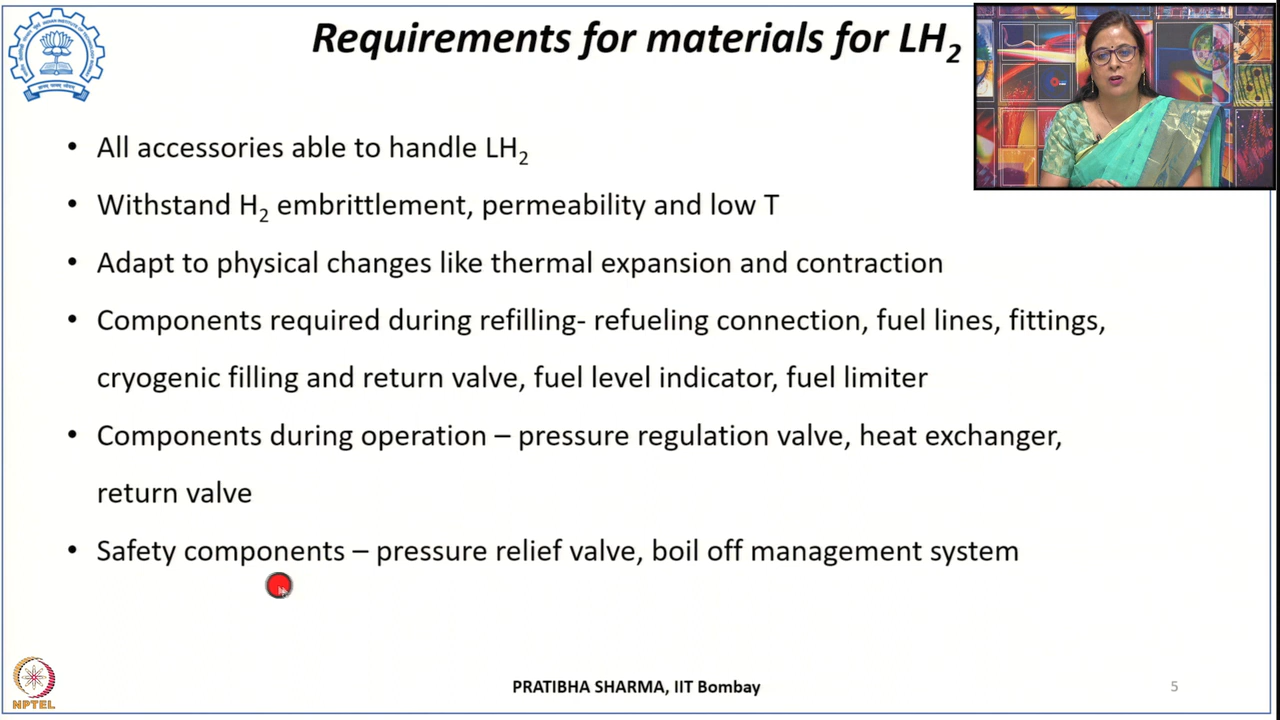 Requirements for materials for LH₂
• All accessories able to handle LH₂
• Withstand H₂ embrittlement, permeability and low T
• Adapt to physical changes like thermal expansion and contraction
• Components required during refilling- refueling connection, fuel lines, fittings,
cryogenic filling and return valve, fuel level indicator, fuel limiter
• Components during operation – pressure regulation valve, heat exchanger,
return valve
• Safety components – pressure relief valve, boil off management system
NPTEL
PRATIBHA SHARMA, IIT Bombay
5